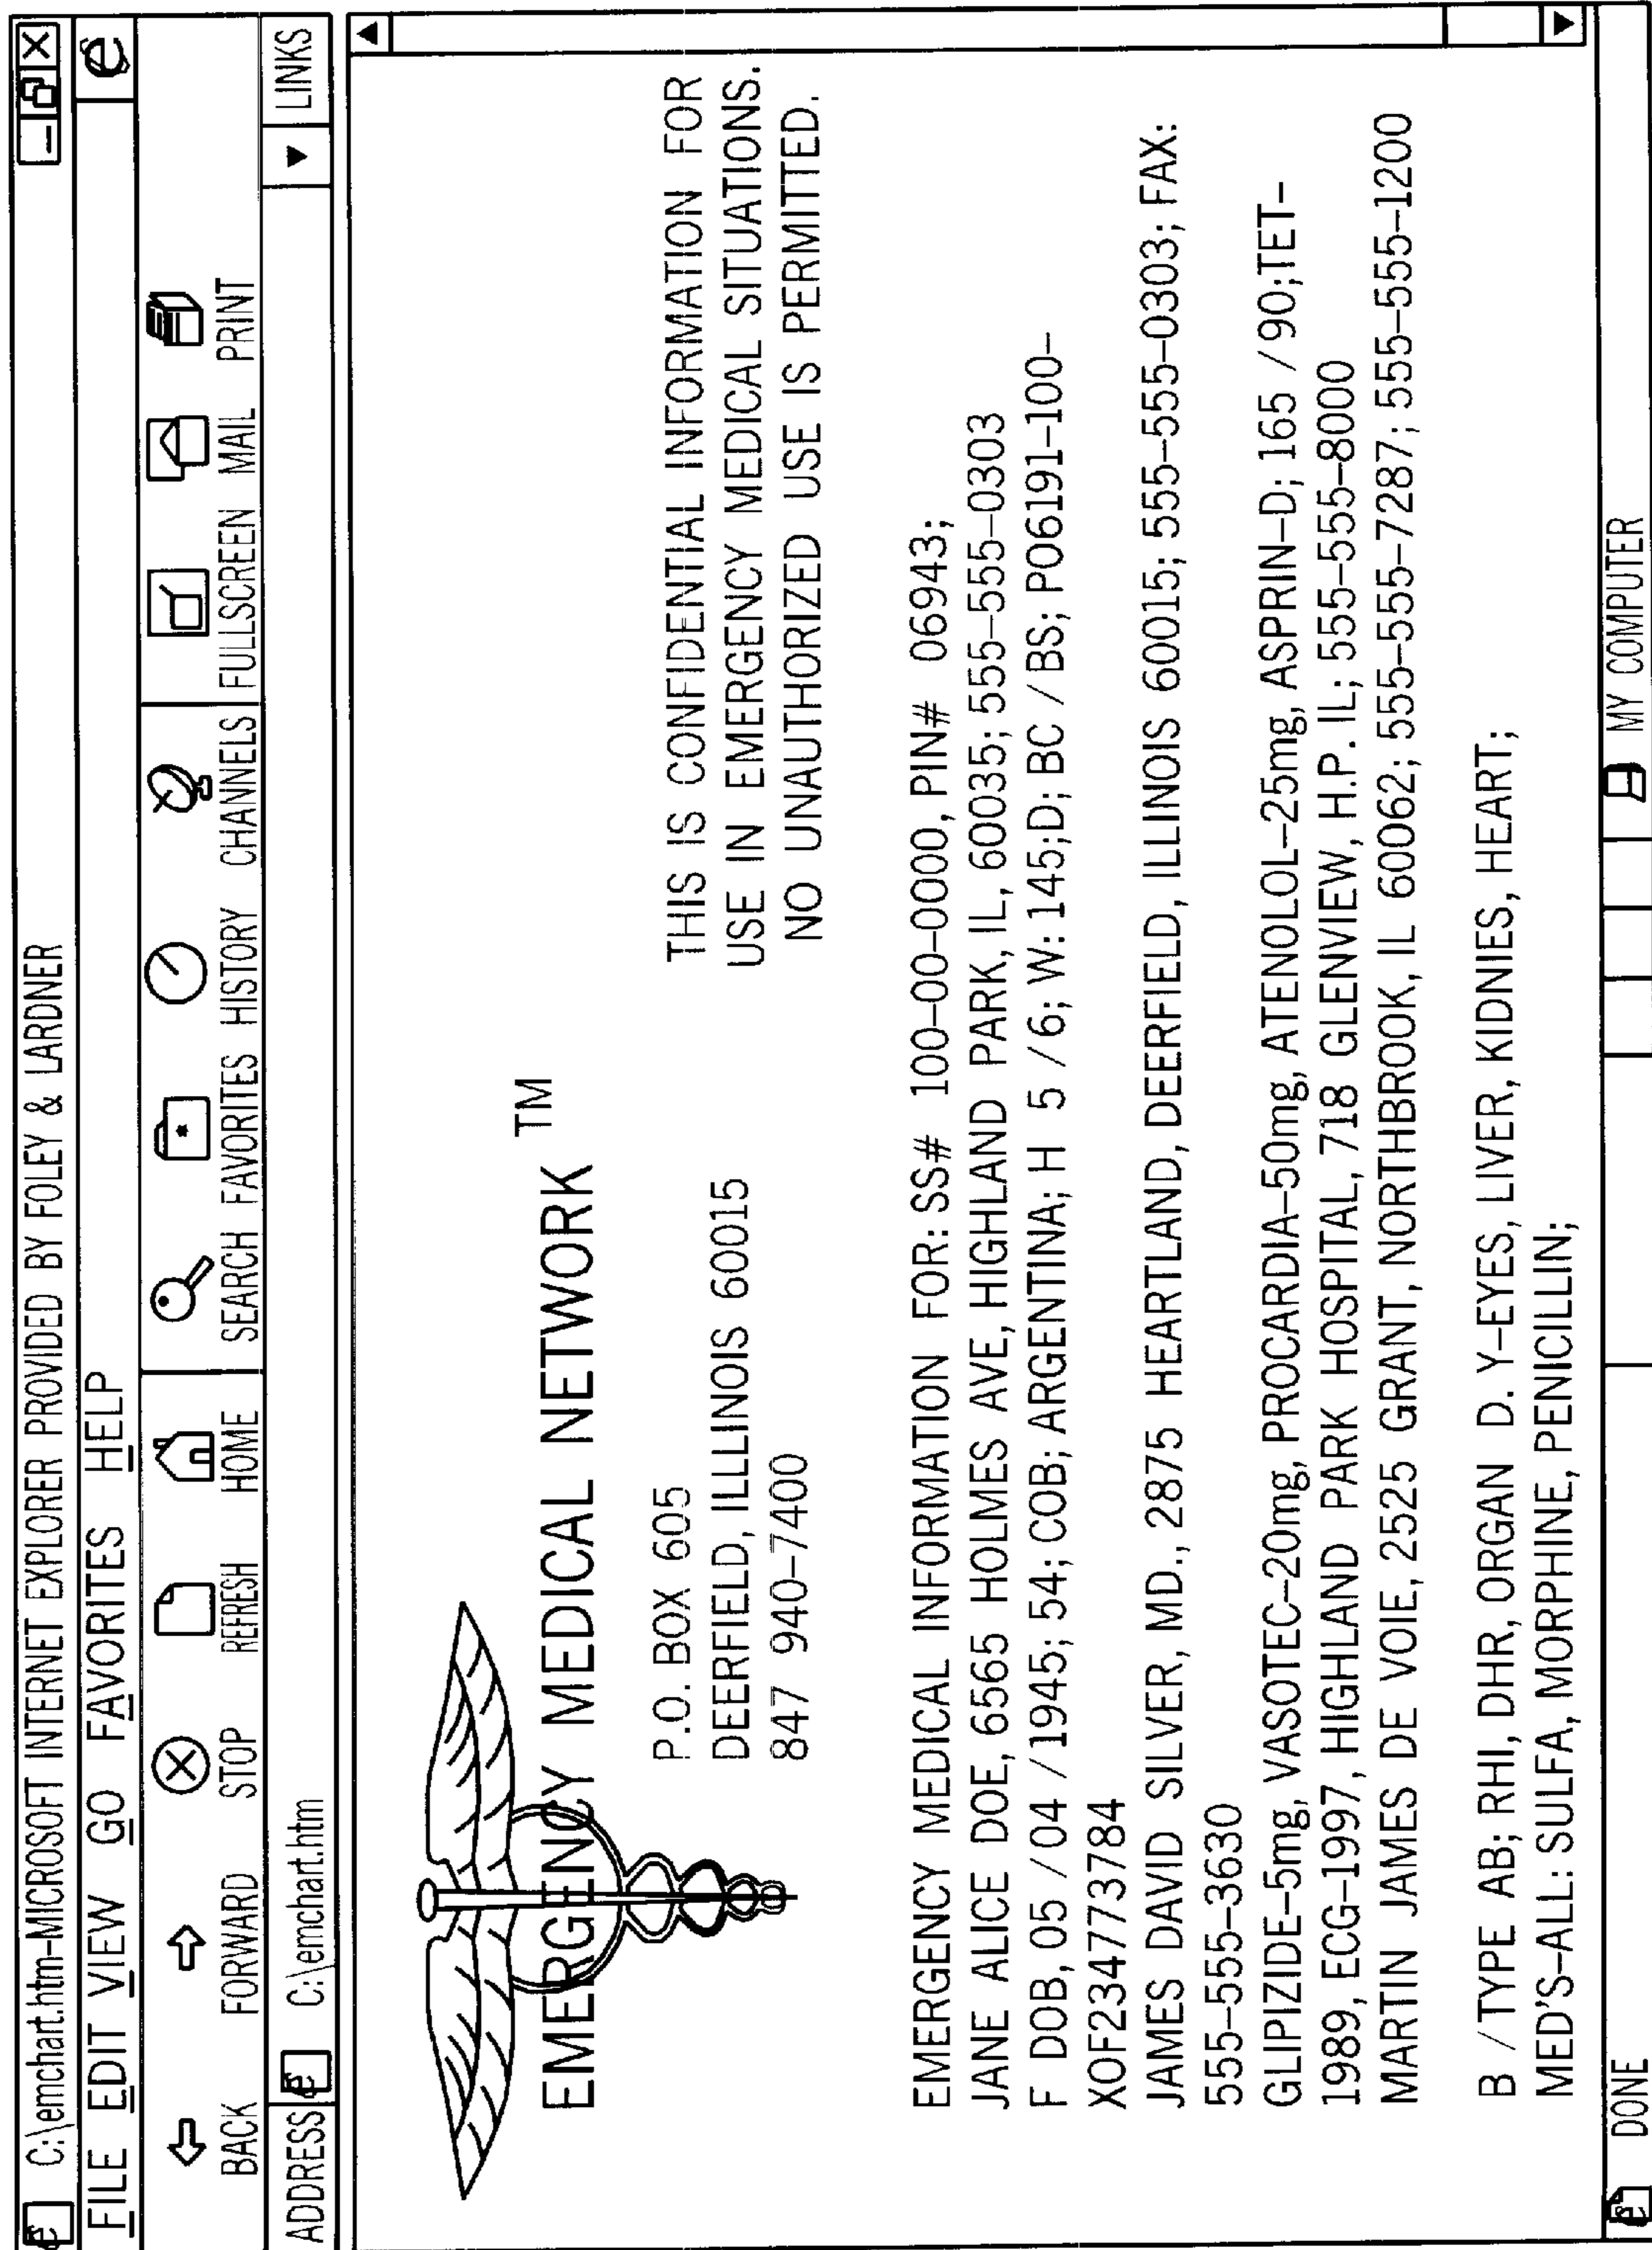 C:\emchart.htm-MICROSOFT INTERNET EXPLORER PROVIDED BY FOLEY & LARDNER
FILE EDIT VIEW GO FAVORITES HELP
BACK FORWARD STOP REFRESH HOME SEARCH FAVORITES HISTORY CHANNELS FULLSCREEN MAIL PRINT
ADDRESS C:\emchart.htm LINKS
EMERGENCY MEDICAL NETWORK TM
P.O. BOX 605
DEERFIELD, ILLLINOIS 60015
847 940-7400
THIS IS CONFIDENTIAL INFORMATION FOR
USE IN EMERGENCY MEDICAL SITUATIONS.
NO UNAUTHORIZED USE IS PERMITTED.
EMERGENCY MEDICAL INFORMATION FOR: SS# 100-00-0000, PIN# 06943;
JANE ALICE DOE, 6565 HOLMES AVE, HIGHLAND PARK, IL, 60035; 555-555-0303
F DOB, 05 /04 /1945; 54; COB; ARGENTINA; H 5 /6; W: 145;D; BC /BS; PO6191-100-
XOF234773784
JAMES DAVID SILVER, MD., 2875 HEARTLAND, DEERFIELD, ILLINOIS 60015; 555-555-0303; FAX:
555-555-3630
GLIPIZIDE-5mg, VASOTEC-20mg, PROCARDIA-50mg, ATENOLOL-25mg, ASPRIN-D; 165 /90;TET-
1989, ECG-1997, HIGHLAND PARK HOSPITAL, 718 GLENVIEW, H.P. IL; 555-555-8000
MARTIN JAMES DE VOIE, 2525 GRANT, NORTHBROOK, IL 60062; 555-555-7287; 555-555-1200
B /TYPE AB; RHI, DHR, ORGAN D. Y-EYES, LIVER, KIDNIES, HEART;
MED'S-ALL: SULFA, MORPHINE, PENICILLIN;
DONE MY COMPUTER